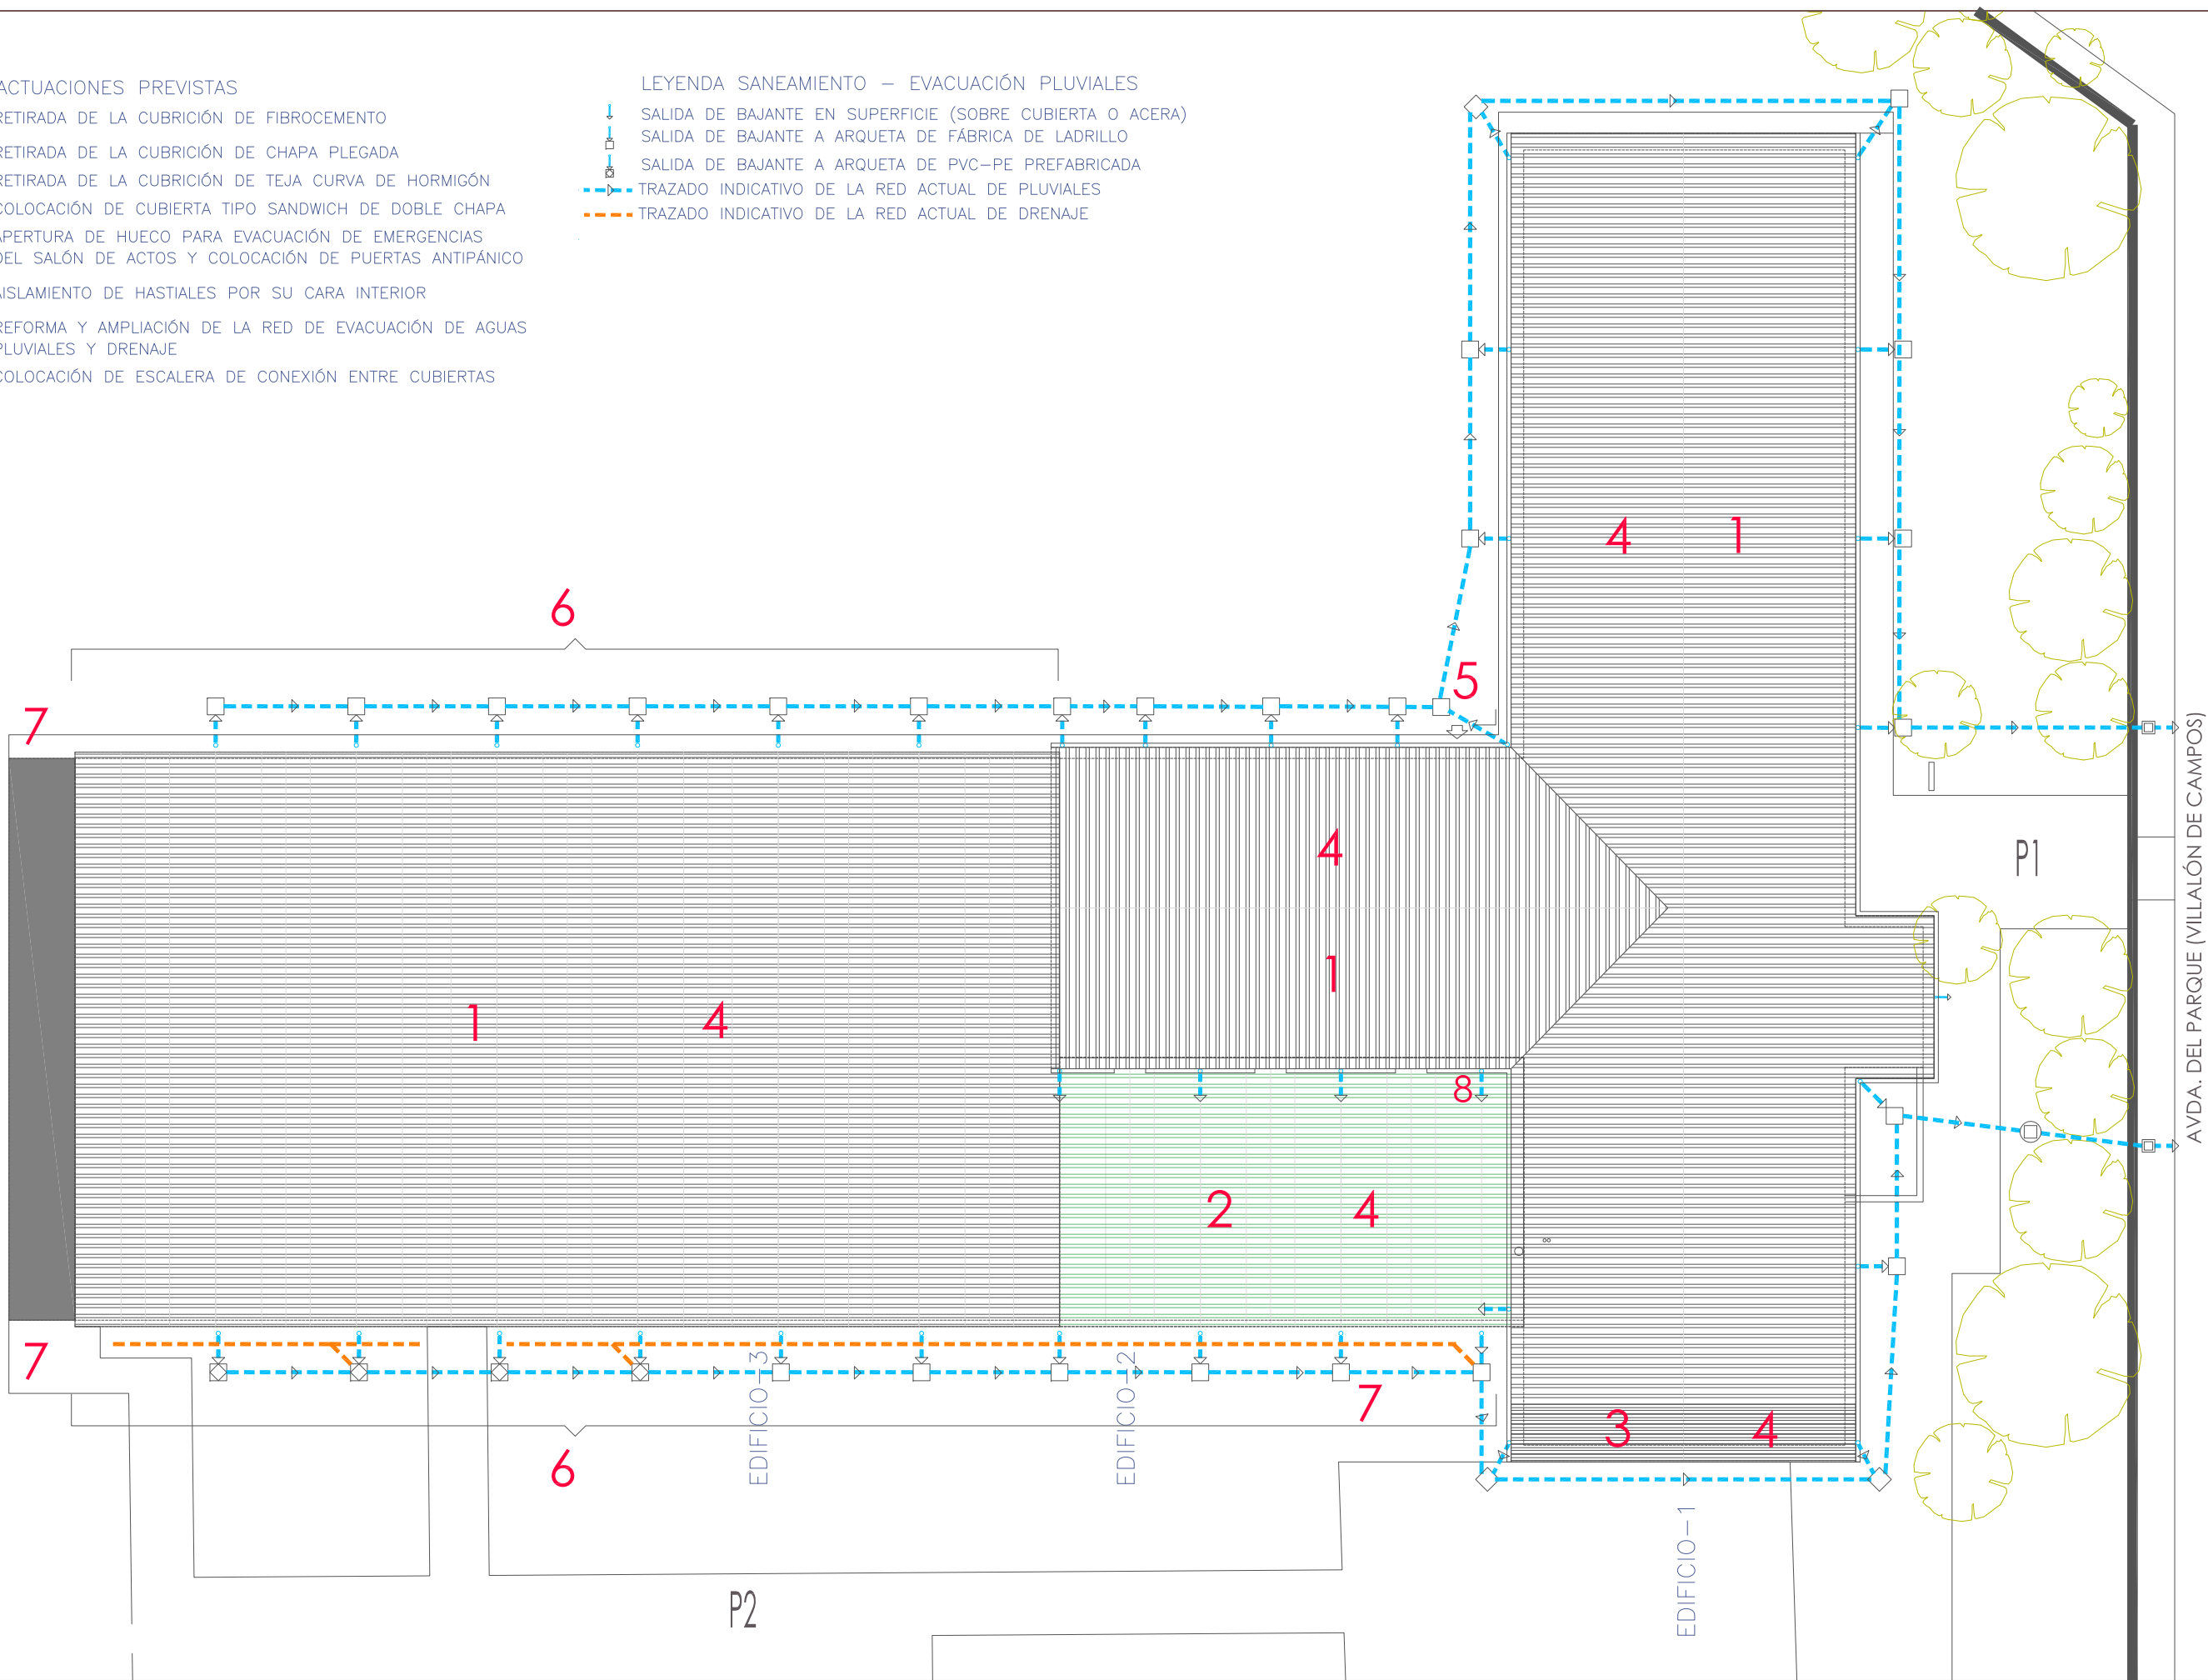 ACTUACIONES PREVISTAS
RETIRADA DE LA CUBRICIÓN DE FIBROCEMENTO
RETIRADA DE LA CUBRICIÓN DE CHAPA PLEGADA
RETIRADA DE LA CUBRICIÓN DE TEJA CURVA DE HORMIGÓN
COLOCACIÓN DE CUBIERTA TIPO SANDWICH DE DOBLE CHAPA
APERTURA DE HUECO PARA EVACUACIÓN DE EMERGENCIAS
DEL SALÓN DE ACTOS Y COLOCACIÓN DE PUERTAS ANTIPÁNICO
AISLAMIENTO DE HASTIALES POR SU CARA INTERIOR
REFORMA Y AMPLIACIÓN DE LA RED DE EVACUACIÓN DE AGUAS
PLUVIALES Y DRENAJE
COLOCACIÓN DE ESCALERA DE CONEXIÓN ENTRE CUBIERTAS
LEYENDA SANEAMIENTO – EVACUACIÓN PLUVIALES
SALIDA DE BAJANTE EN SUPERFICIE (SOBRE CUBIERTA O ACERA)
SALIDA DE BAJANTE A ARQUETA DE FÁBRICA DE LADRILLO
SALIDA DE BAJANTE A ARQUETA DE PVC–PE PREFABRICADA
TRAZADO INDICATIVO DE LA RED ACTUAL DE PLUVIALES
TRAZADO INDICATIVO DE LA RED ACTUAL DE DRENAJE
4 1
6
5
7
4
P1
AVDA. DEL PARQUE (VILLALÓN DE CAMPOS)
1
1 4
8
2 4
7
7
3 4
6
EDIFICIO–3
EDIFICIO–2
EDIFICIO–1
P2